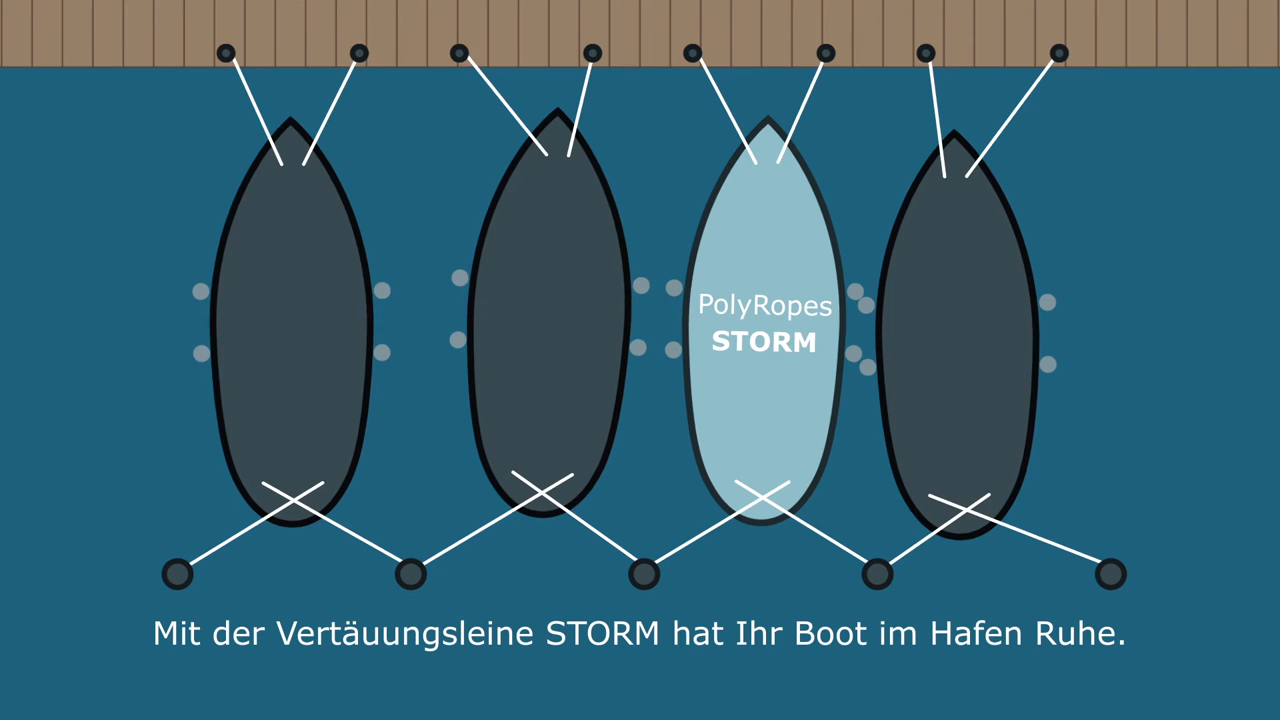 PolyRopes
STORM
Mit der Vertäuungsleine STORM hat Ihr Boot im Hafen Ruhe.